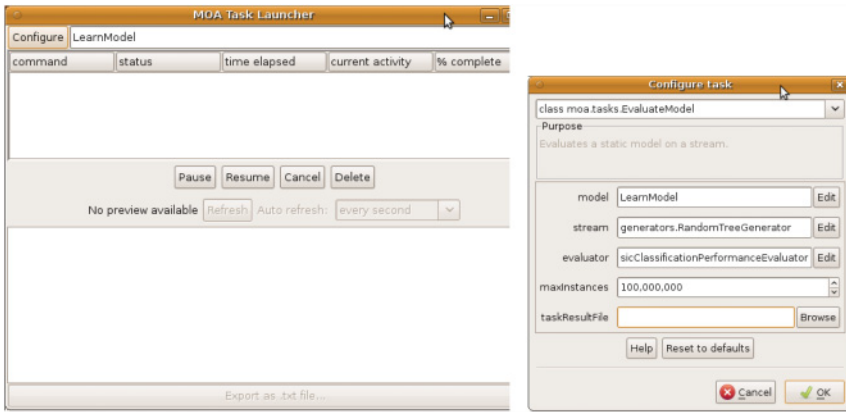 MOA Task Launcher
Configure LearnModel
command status time elapsed current activity % complete
Pause Resume Cancel Delete
No preview available Refresh Auto refresh: every second
Export as .txt file...
Configure task
class moa.tasks.EvaluateModel
Purpose
Evaluates a static model on a stream.
model LearnModel Edit
stream generators.RandomTreeGenerator Edit
evaluator sicClassificationPerformanceEvaluator Edit
maxInstances 100,000,000
taskResultFile Browse
Help Reset to defaults
Cancel OK